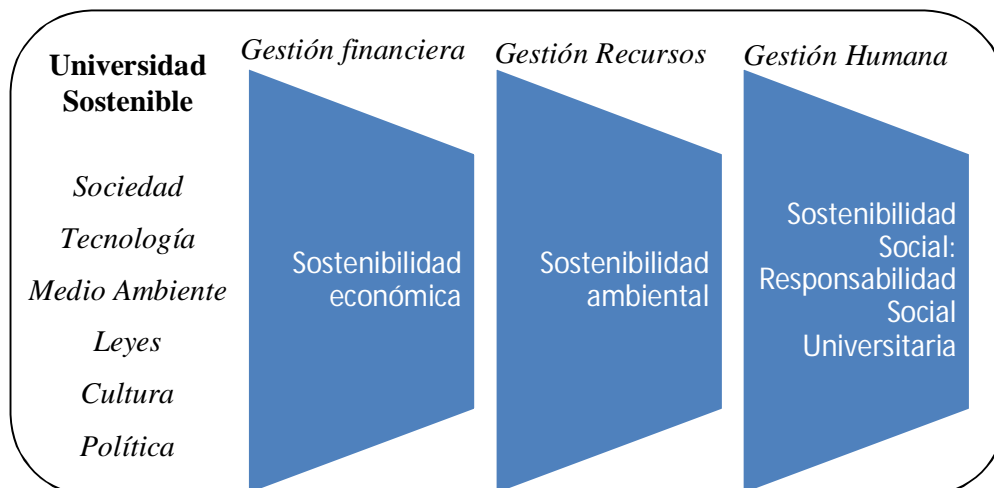 Universidad
Sostenible
Sociedad
Tecnología
Medio Ambiente
Leyes
Cultura
Política
Gestión financiera
Sostenibilidad
económica
Gestión Recursos
Sostenibilidad
ambiental
Gestión Humana
Sostenibilidad
Social:
Responsabilidad
Social
Universitaria